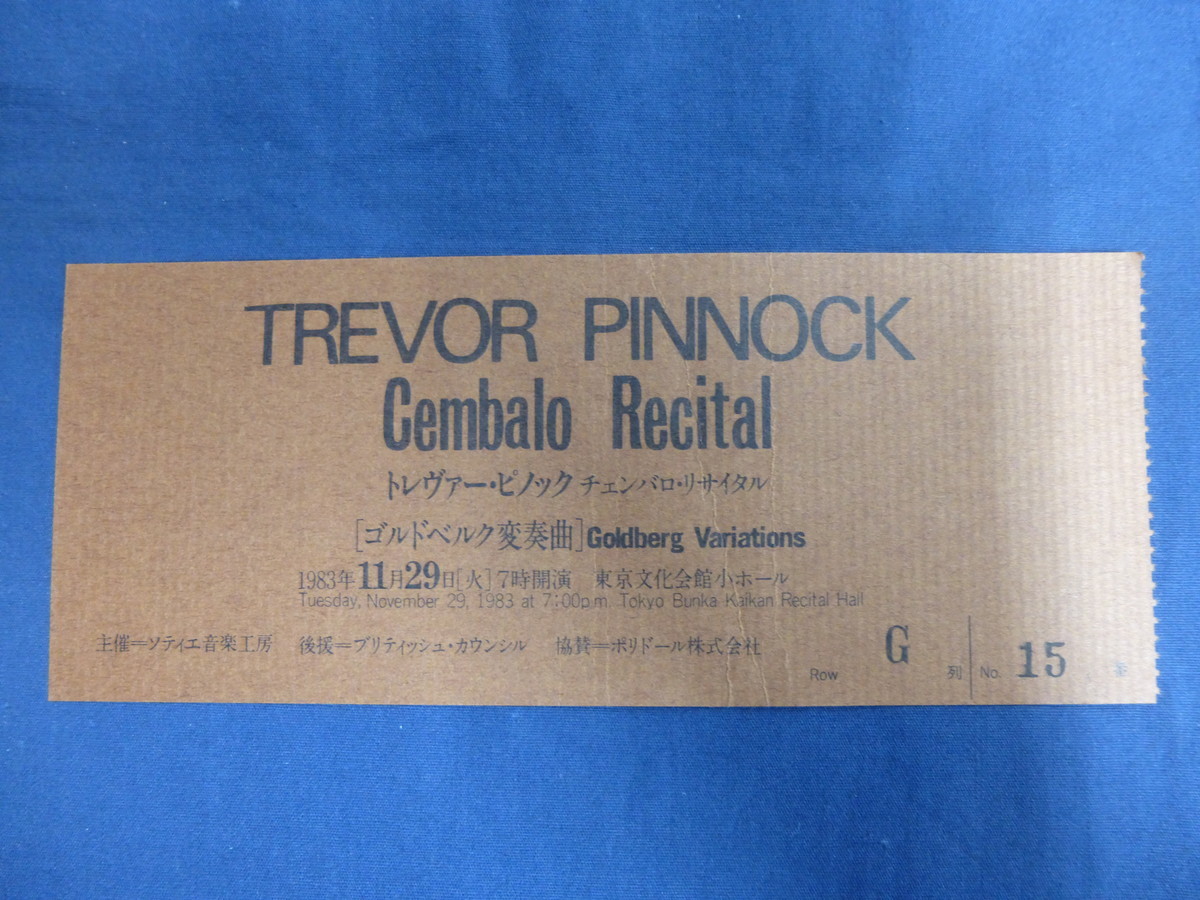 TREVOR PINNOCK
Cembalo Recital
トレヴァー・ピノック チェンバロ・リサイタル
[ゴルドベルク変奏曲] Goldberg Variations
1983年11月29日[火]7時開演 東京文化会館小ホール
Tuesday, November 29, 1983 at 7:00p.m. Tokyo Bunka Kaikan Recital Hall
主催=ソティエ音楽工房 後援=ブリティッシュ・カウンシル 協賛=ポリドール株式会社
Row G 列 No. 15